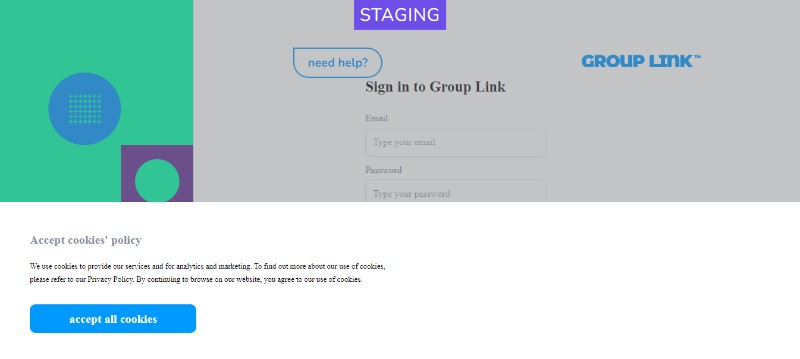 STAGING
need help?
GROUP LINK™
Sign in to Group Link
Email
Type your email
Password
Type your password
Accept cookies' policy
We use cookies to provide our services and for analytics and marketing. To find out more about our use of cookies,
please refer to our Privacy Policy. By continuing to browse on our website, you agree to our use of cookies.
accept all cookies